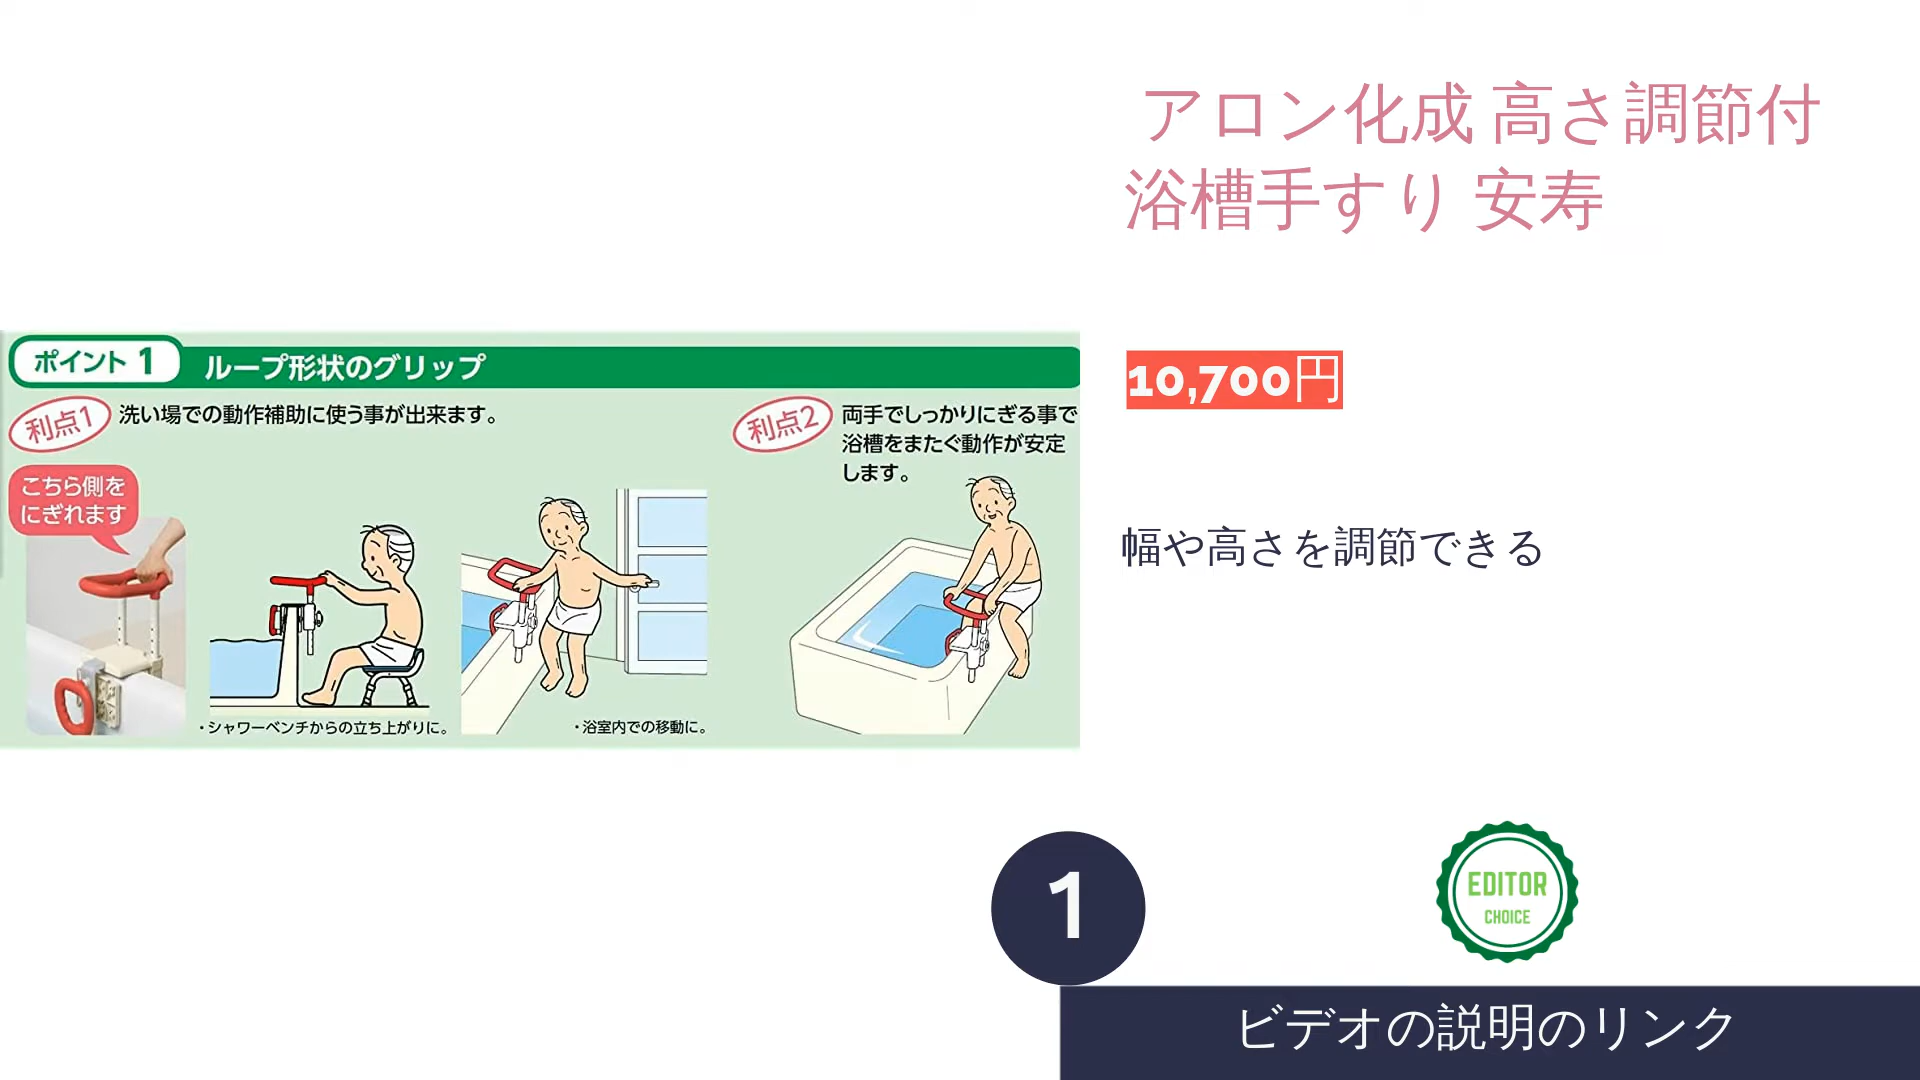 アロン化成 高さ調節付
浴槽手すり 安寿
ポイント 1
ループ形状のグリップ
利点1
洗い場での動作補助に使う事が出来ます。
こちら側を
にぎれます
・シャワーベンチからの立ち上がりに。
・浴室内での移動に。
利点2
両手でしっかりにぎる事で
浴槽をまたぐ動作が安定
します。
10,700円
幅や高さを調節できる
1
EDITOR
CHOICE
ビデオの説明のリンク